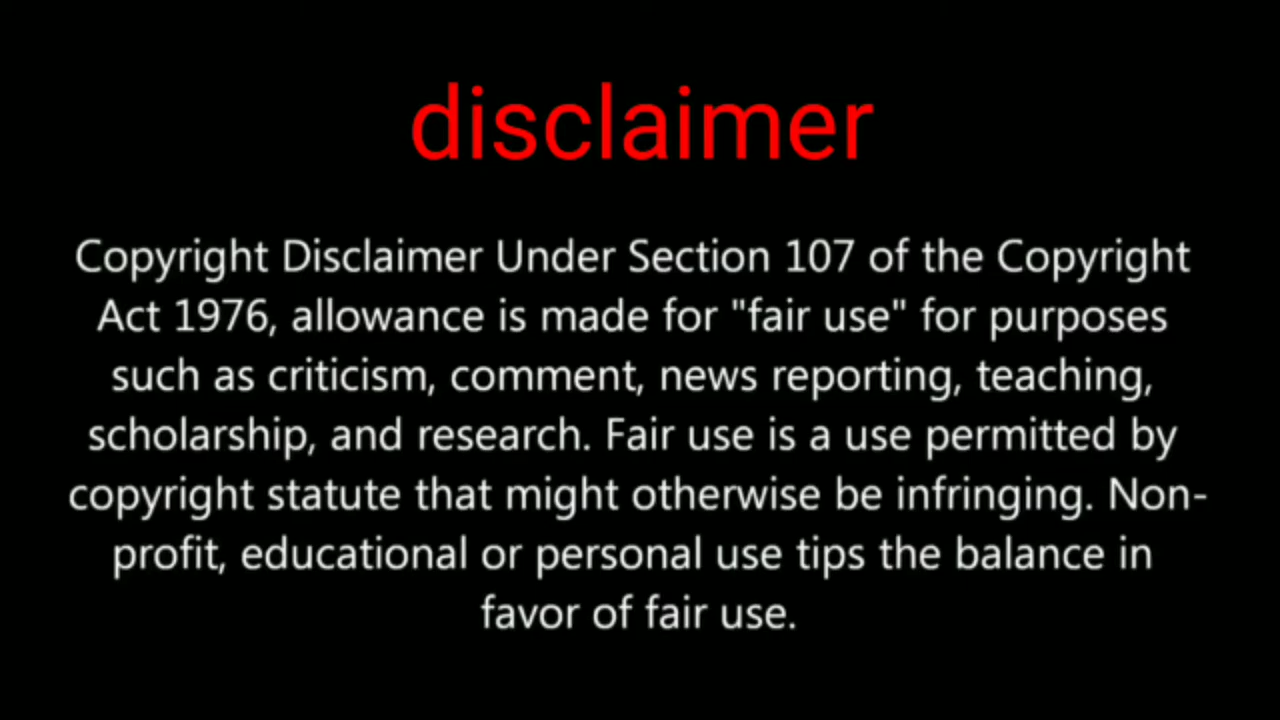 disclaimer
Copyright Disclaimer Under Section 107 of the Copyright
Act 1976, allowance is made for "fair use" for purposes
such as criticism, comment, news reporting, teaching,
scholarship, and research. Fair use is a use permitted by
copyright statute that might otherwise be infringing. Non-
profit, educational or personal use tips the balance in
favor of fair use.